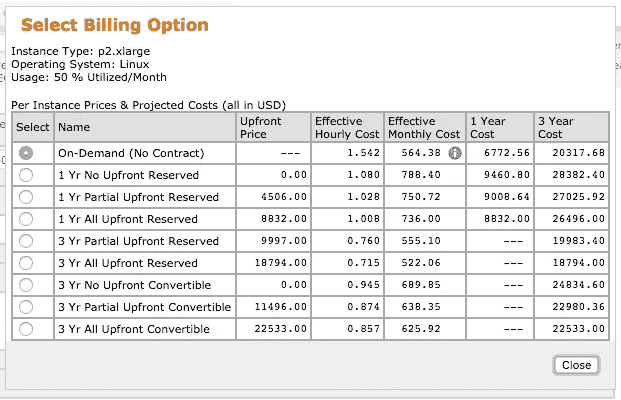 Select Billing Option
Instance Type: p2.xlarge
Operating System: Linux
Usage: 50 % Utilized/Month
Per Instance Prices & Projected Costs (all in USD)
Select Name Upfront Price Effective Hourly Cost Effective Monthly Cost 1 Year Cost 3 Year Cost
On-Demand (No Contract) --- 1.542 564.38 6772.56 20317.68
1 Yr No Upfront Reserved 0.00 1.080 788.40 9460.80 28382.40
1 Yr Partial Upfront Reserved 4506.00 1.028 750.72 9008.64 27025.92
1 Yr All Upfront Reserved 8832.00 1.008 736.00 8832.00 26496.00
3 Yr Partial Upfront Reserved 9997.00 0.760 555.10 --- 19983.40
3 Yr All Upfront Reserved 18794.00 0.715 522.06 --- 18794.00
3 Yr No Upfront Convertible 0.00 0.945 689.85 --- 24834.60
3 Yr Partial Upfront Convertible 11496.00 0.874 638.35 --- 22980.36
3 Yr All Upfront Convertible 22533.00 0.857 625.92 --- 22533.00
Close